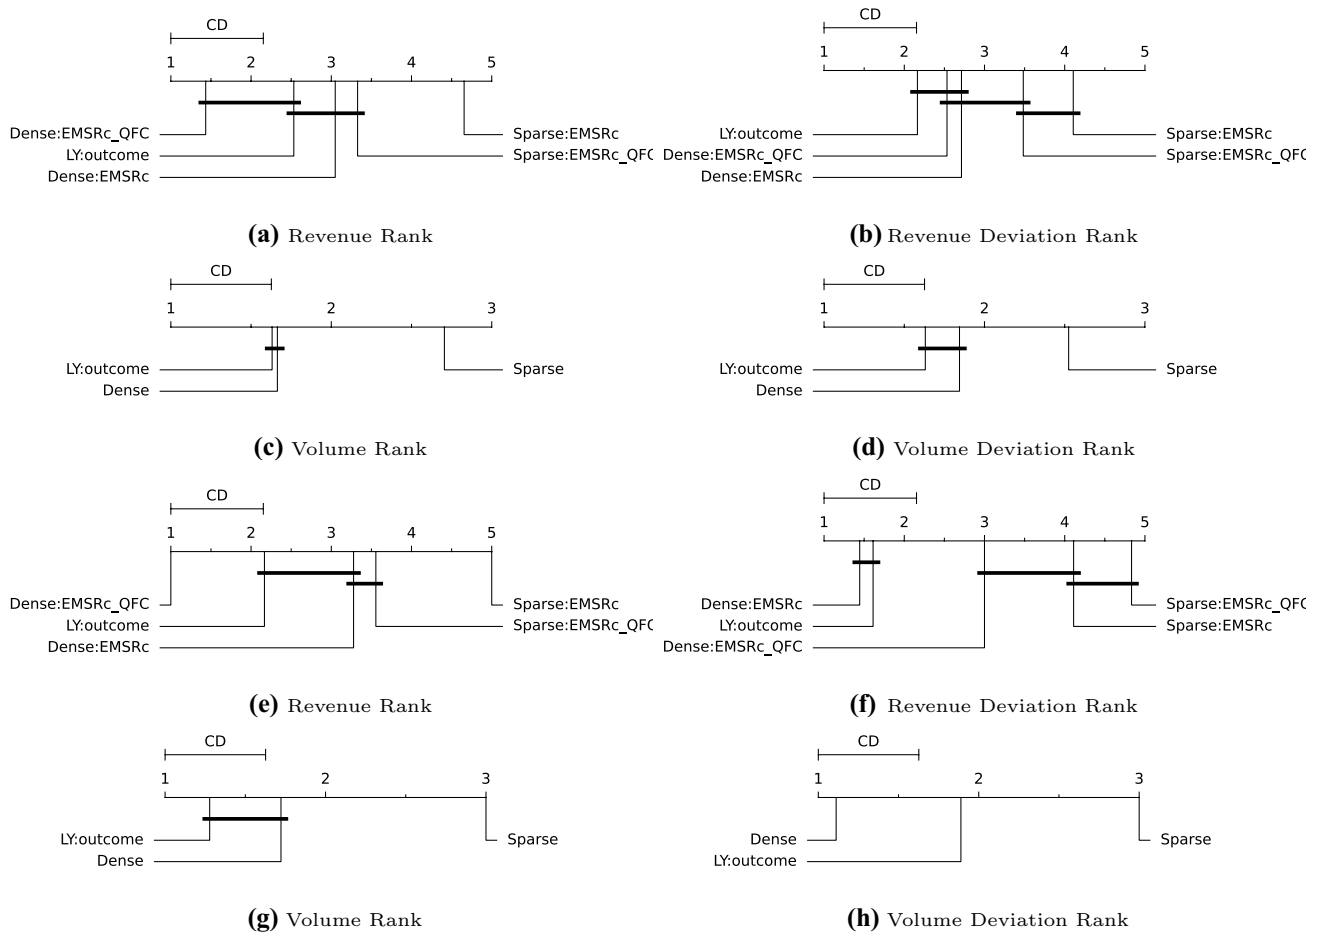 CD
1 2 3 4 5
Dense:EMSRc_QFC
LY:outcome
Dense:EMSRc
Sparse:EMSRc
Sparse:EMSRc_QFC
(a) Revenue Rank
CD
1 2 3 4 5
LY:outcome
Dense:EMSRc_QFC
Dense:EMSRc
Sparse:EMSRc
Sparse:EMSRc_QFC
(b) Revenue Deviation Rank
CD
1 2 3
LY:outcome
Dense
Sparse
(c) Volume Rank
CD
1 2 3
LY:outcome
Dense
Sparse
(d) Volume Deviation Rank
CD
1 2 3 4 5
Dense:EMSRc_QFC
LY:outcome
Dense:EMSRc
Sparse:EMSRc
Sparse:EMSRc_QFC
(e) Revenue Rank
CD
1 2 3 4 5
Dense:EMSRc
LY:outcome
Dense:EMSRc_QFC
Sparse:EMSRc_QFC
Sparse:EMSRc
(f) Revenue Deviation Rank
CD
1 2 3
LY:outcome
Dense
Sparse
(g) Volume Rank
CD
1 2 3
Dense
LY:outcome
Sparse
(h) Volume Deviation Rank